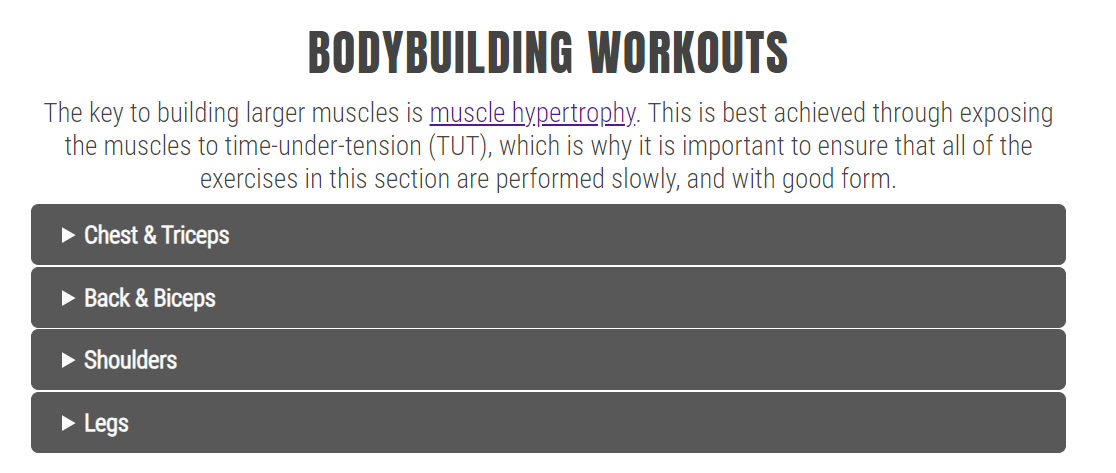 BODYBUILDING WORKOUTS
The key to building larger muscles is muscle hypertrophy. This is best achieved through exposing
the muscles to time-under-tension (TUT), which is why it is important to ensure that all of the
exercises in this section are performed slowly, and with good form.
Chest & Triceps
Back & Biceps
Shoulders
Legs